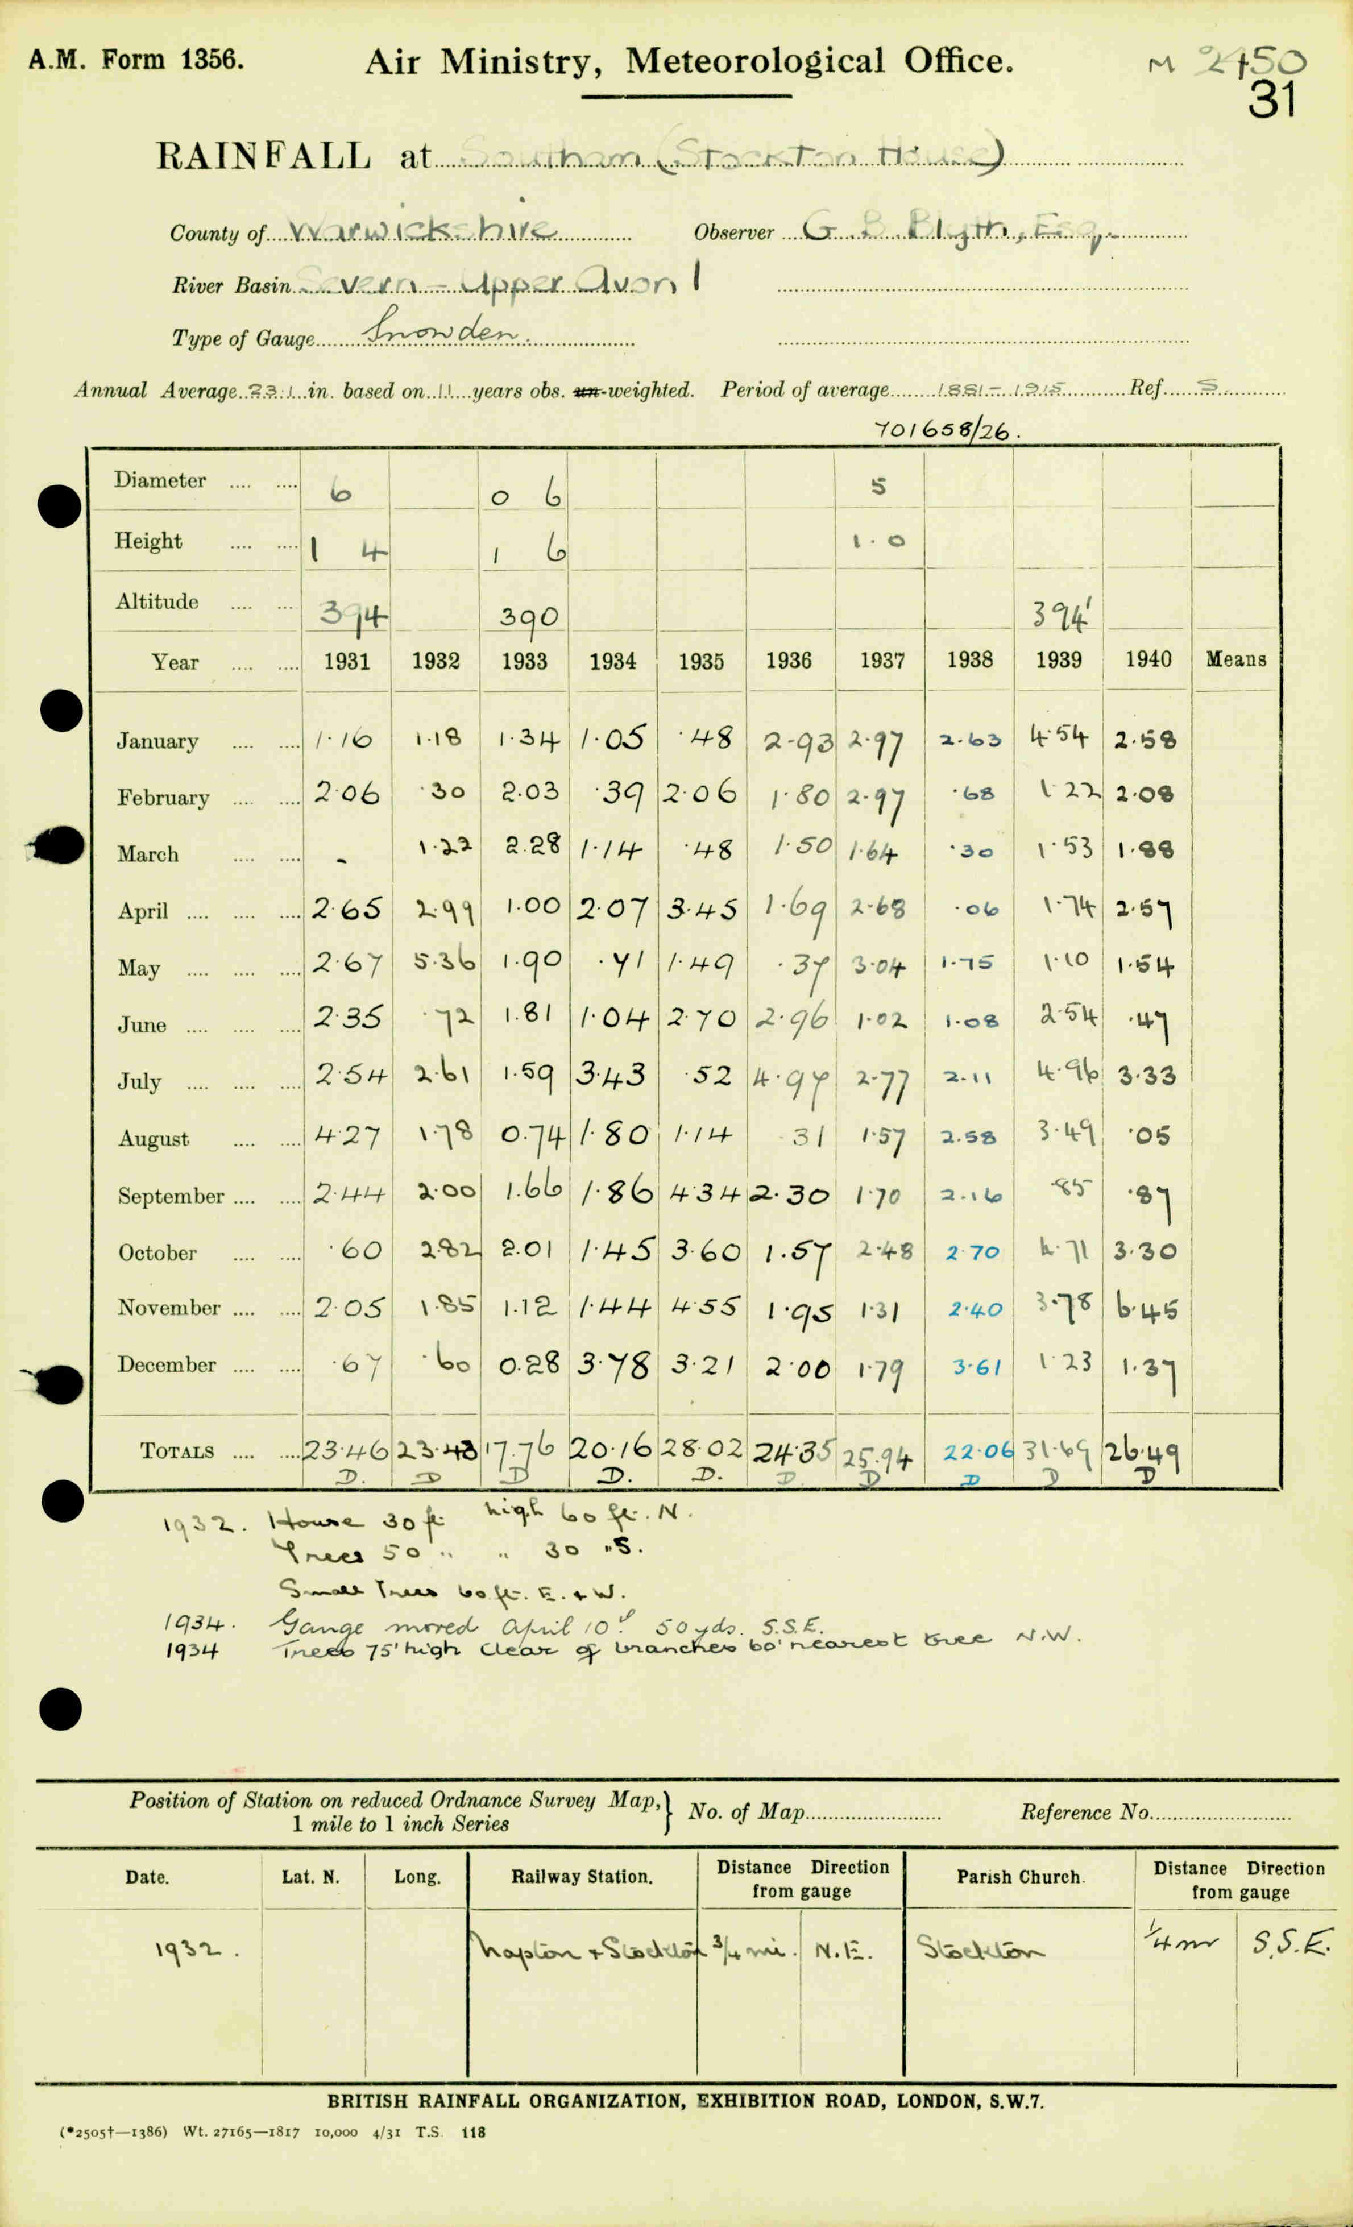 A.M. Form 1356. Air Ministry, Meteorological Office. M 2450
31
RAINFALL at Southam (Stockton House)
County of Warwickshire Observer G. B. Blyth, Esq.
River Basin Severn - Upper Avon 1
Type of Gauge Snowden.
Annual Average 23.1 in. based on 11 years obs. un-weighted. Period of average 1881-1915 Ref. S.
701658/26.
Diameter .... .... 6 0 6 5
Height .... .... 1 4 1 6 1.0
Altitude .... .... 394 390 394'
Year .... .... 1931 1932 1933 1934 1935 1936 1937 1938 1939 1940 Means
January .... .... 1.16 1.18 1.34 1.05 .48 2.93 2.97 2.63 4.54 2.58
February .... .... 2.06 .30 2.03 .39 2.06 1.80 2.97 .68 1.22 2.08
March .... .... - 1.22 2.28 1.14 .48 1.50 1.64 .30 1.53 1.88
April .... .... .... 2.65 2.99 1.00 2.07 3.45 1.69 2.68 .06 1.74 2.57
May .... .... .... 2.67 5.36 1.90 .71 1.49 .37 3.04 1.75 1.10 1.54
June .... .... .... 2.35 .72 1.81 1.04 2.70 2.96 1.02 1.08 2.54 .47
July .... .... .... 2.54 2.61 1.59 3.43 .52 4.97 2.77 2.11 4.96 3.33
August .... .... 4.27 1.78 0.74 1.80 1.14 .31 1.57 2.58 3.49 .05
September .... .... 2.44 2.00 1.66 1.86 4.34 2.30 1.70 2.16 .85 .87
October .... .... .60 2.82 2.01 1.45 3.60 1.57 2.48 2.70 4.71 3.30
November .... .... 2.05 1.85 1.12 1.44 4.55 1.95 1.31 2.40 3.78 6.45
December .... .... .67 .60 0.28 3.78 3.21 2.00 1.79 3.61 1.23 1.37
TOTALS .... .... 23.46 23.43 17.76 20.16 28.02 24.35 25.94 22.06 31.69 26.49
D. D D D. D. D. D D D D
1932. House 30 ft high 60 ft. N.
Trees 50 " " 30 " S.
Small Trees 60 ft. E. & W.
1934. Gauge moved April 10th 50 yds. S.S.E.
1934 Trees 75' high clear of branches 60' nearest tree N.W.
Position of Station on reduced Ordnance Survey Map, 1 mile to 1 inch Series } No. of Map Reference No.
Date. Lat. N. Long. Railway Station. Distance Direction from gauge Parish Church. Distance Direction from gauge
1932. Napton & Stockton 3/4 mi. N.E. Stockton 1/4 mi S.S.E.
BRITISH RAINFALL ORGANIZATION, EXHIBITION ROAD, LONDON, S.W.7.
(*2505†—1386) Wt. 27165—1817 10,000 4/31 T.S. 118